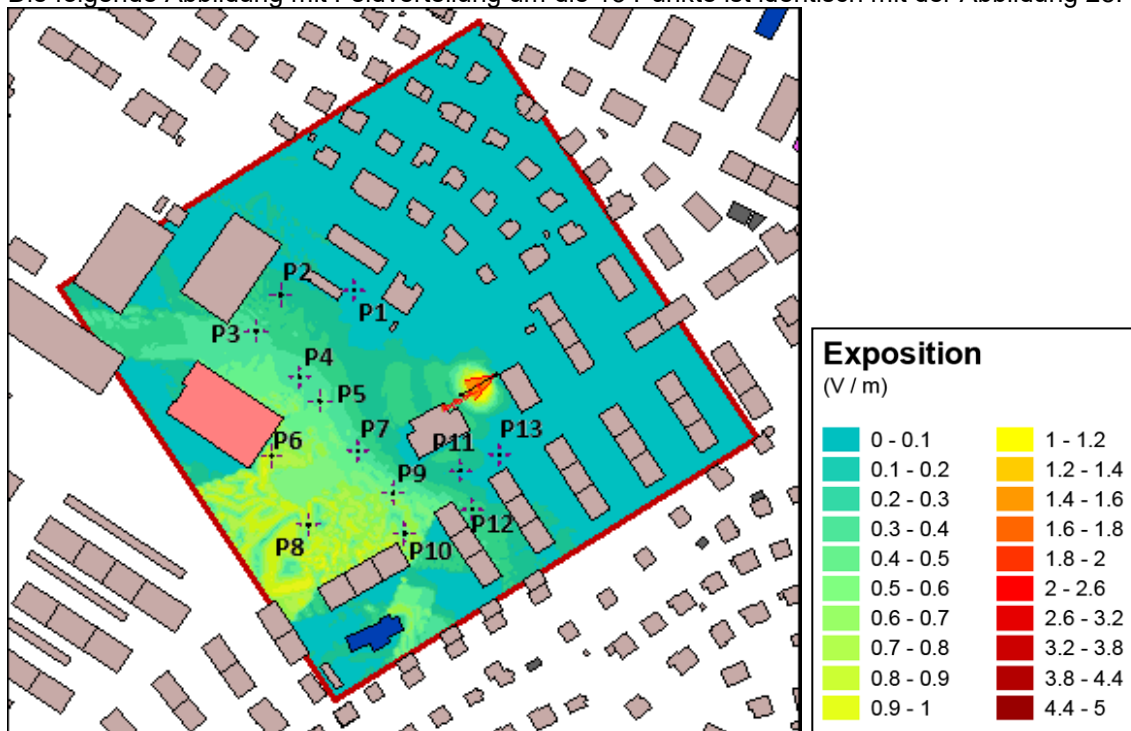 Die folgende Abbildung mit Feldverteilung um die 13 Punkte ist identisch mit der Abbildung
P2
P1
P3
P4
P5
P7
P6
P11
P13
P9
P12
P8
P10
Exposition
(V / m)
0 - 0.1
0.1 - 0.2
0.2 - 0.3
0.3 - 0.4
0.4 - 0.5
0.5 - 0.6
0.6 - 0.7
0.7 - 0.8
0.8 - 0.9
0.9 - 1
1 - 1.2
1.2 - 1.4
1.4 - 1.6
1.6 - 1.8
1.8 - 2
2 - 2.6
2.6 - 3.2
3.2 - 3.8
3.8 - 4.4
4.4 - 5